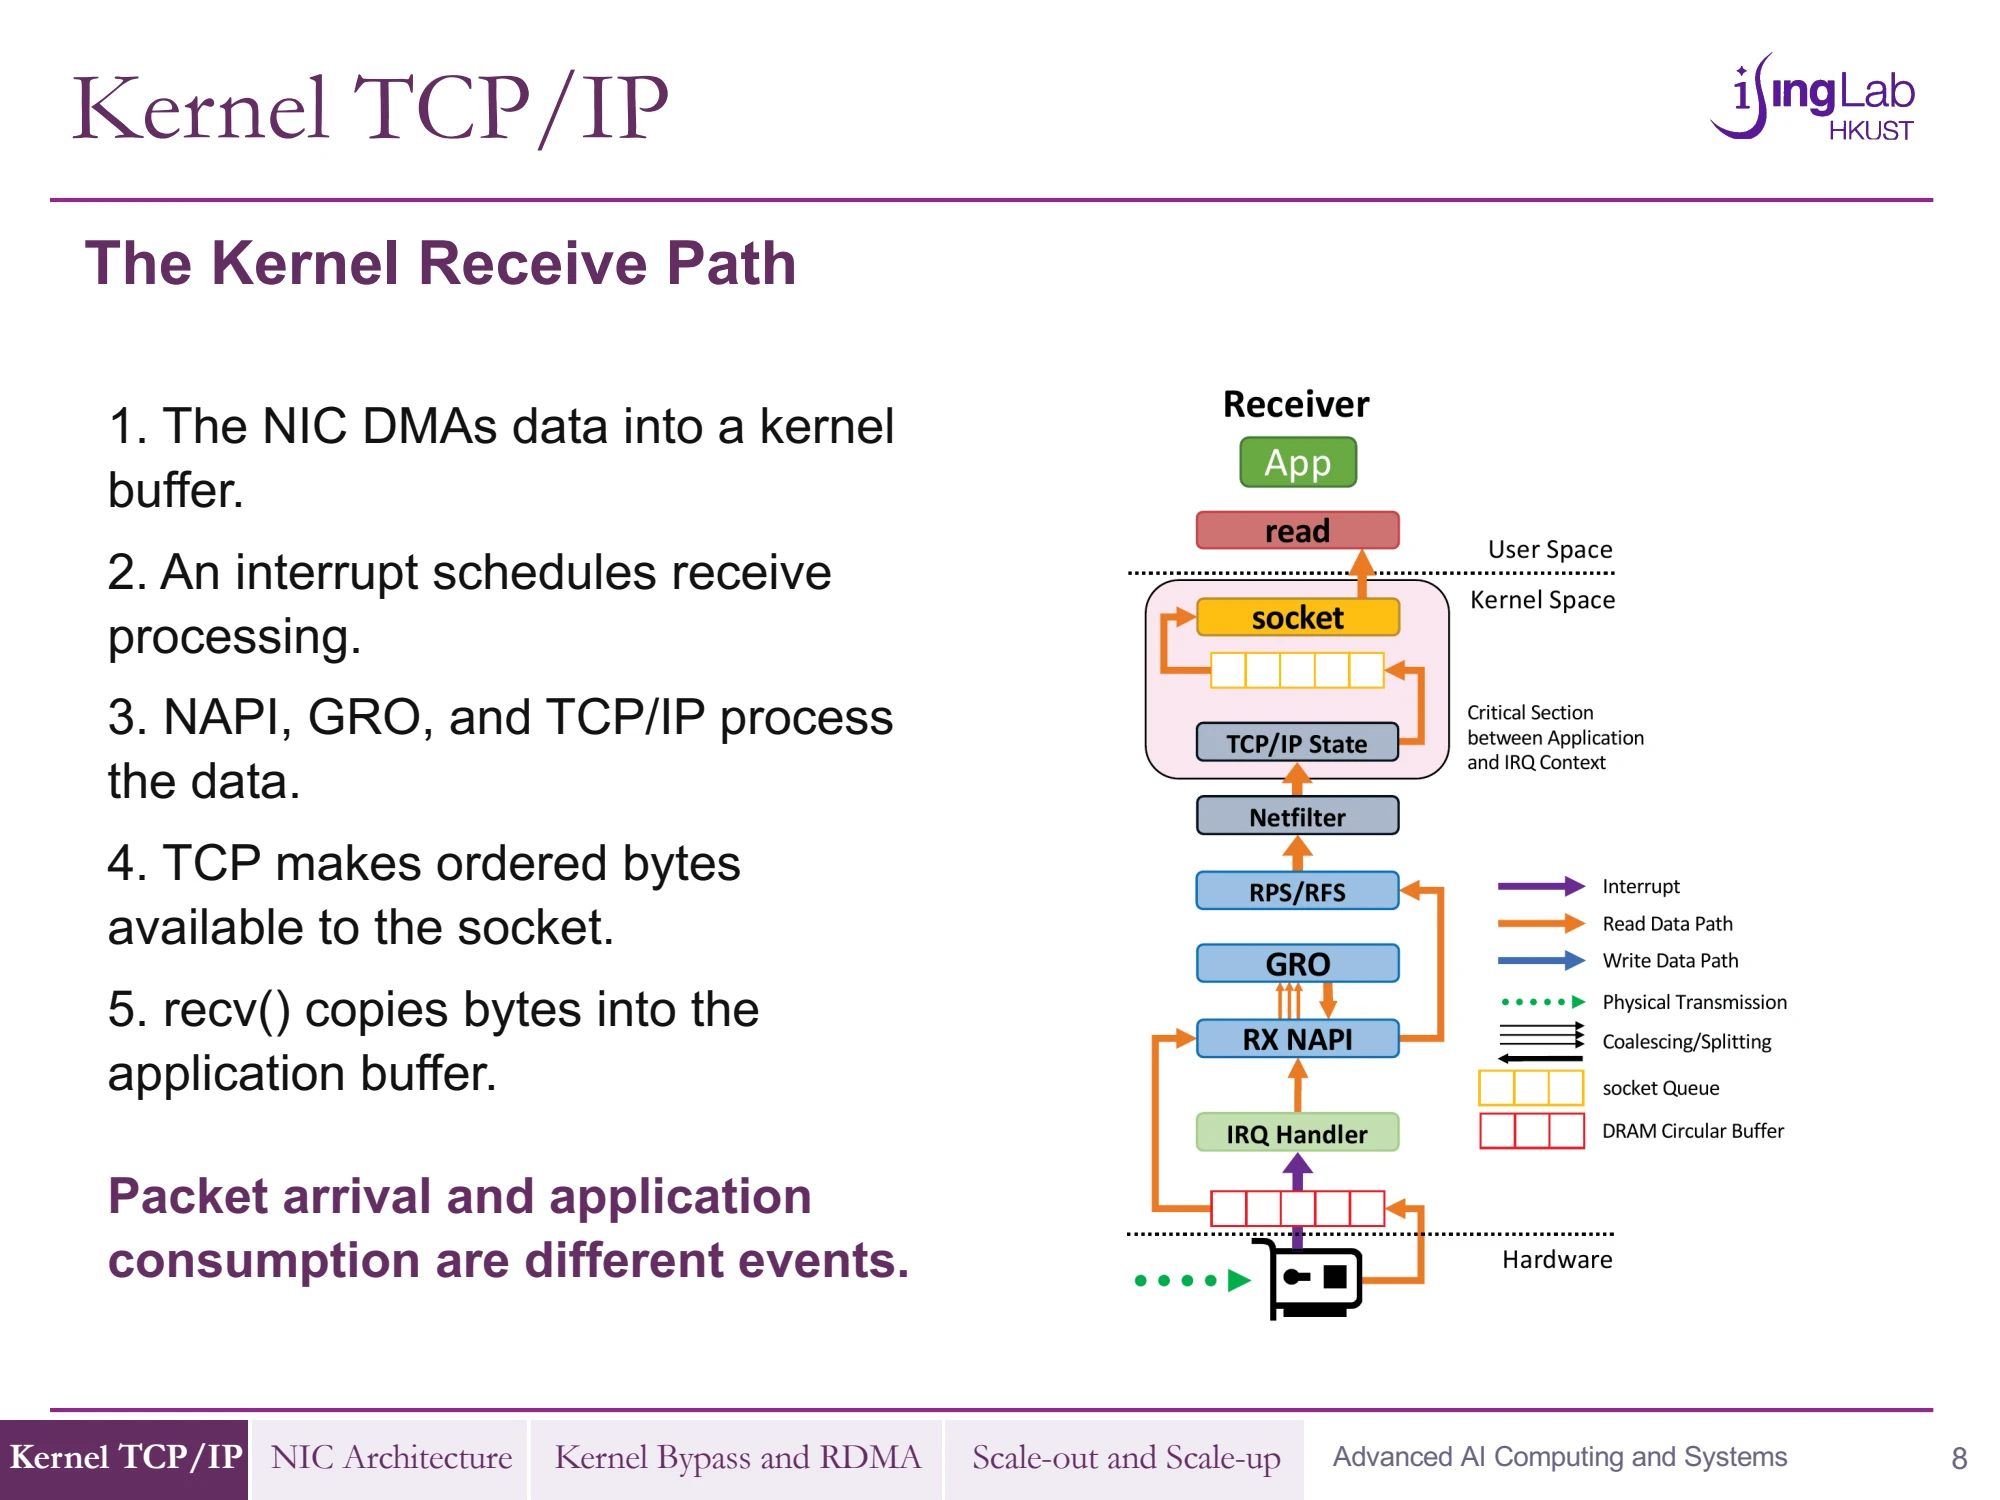 Kernel TCP/IP
isingLab
HKUST
The Kernel Receive Path
1. The NIC DMAs data into a kernel
buffer.
2. An interrupt schedules receive
processing.
3. NAPI, GRO, and TCP/IP process
the data.
4. TCP makes ordered bytes
available to the socket.
5. recv() copies bytes into the
application buffer.
Packet arrival and application
consumption are different events.
Receiver
App
read
User Space
Kernel Space
socket
TCP/IP State
Critical Section
between Application
and IRQ Context
Netfilter
RPS/RFS
GRO
RX NAPI
IRQ Handler
Hardware
Interrupt
Read Data Path
Write Data Path
Physical Transmission
Coalescing/Splitting
socket Queue
DRAM Circular Buffer
Kernel TCP/IP
NIC Architecture
Kernel Bypass and RDMA
Scale-out and Scale-up
Advanced AI Computing and Systems
8